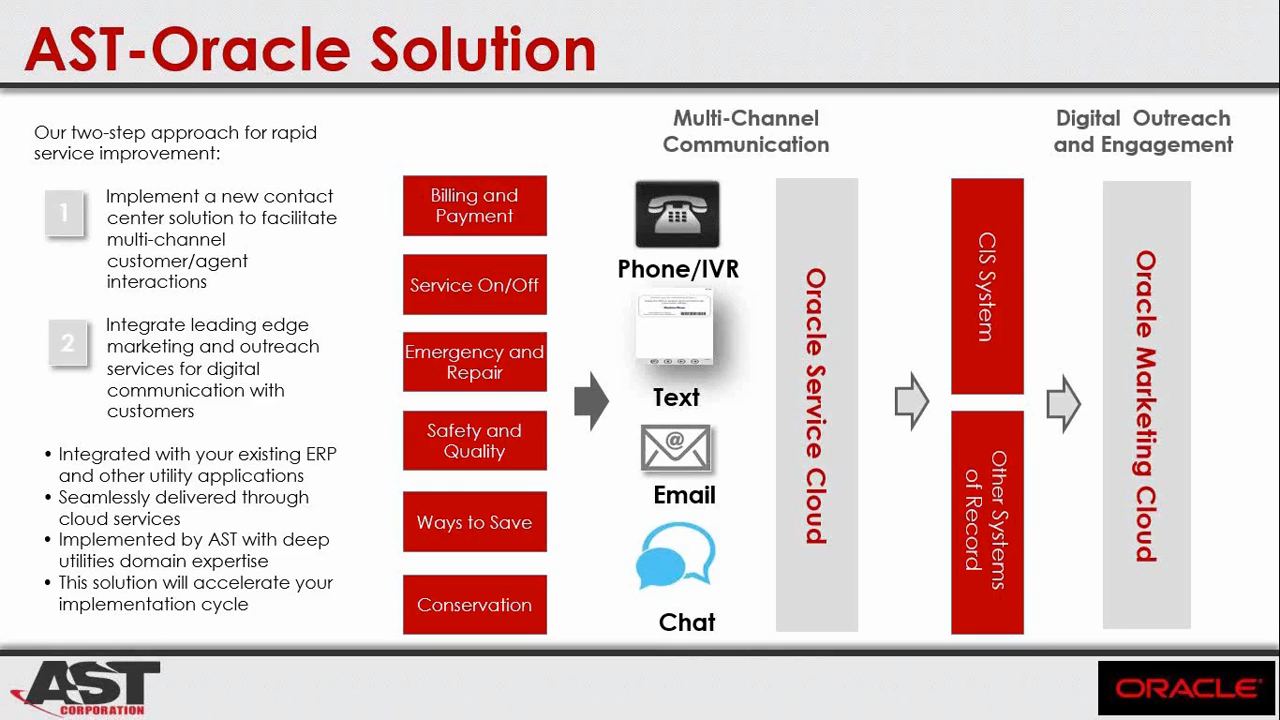 AST-Oracle Solution
Our two-step approach for rapid
service improvement:
1
Implement a new contact
center solution to facilitate
multi-channel
customer/agent
interactions
2
Integrate leading edge
marketing and outreach
services for digital
communication with
customers
• Integrated with your existing ERP
and other utility applications
• Seamlessly delivered through
cloud services
• Implemented by AST with deep
utilities domain expertise
• This solution will accelerate your
implementation cycle
Billing and
Payment
Service On/Off
Emergency and
Repair
Safety and
Quality
Ways to Save
Conservation
Multi-Channel
Communication
Phone/IVR
Text
@
Email
Chat
Oracle Service Cloud
CIS System
Other Systems
of Record
Digital Outreach
and Engagement
Oracle Marketing Cloud
AST
CORPORATION
ORACLE